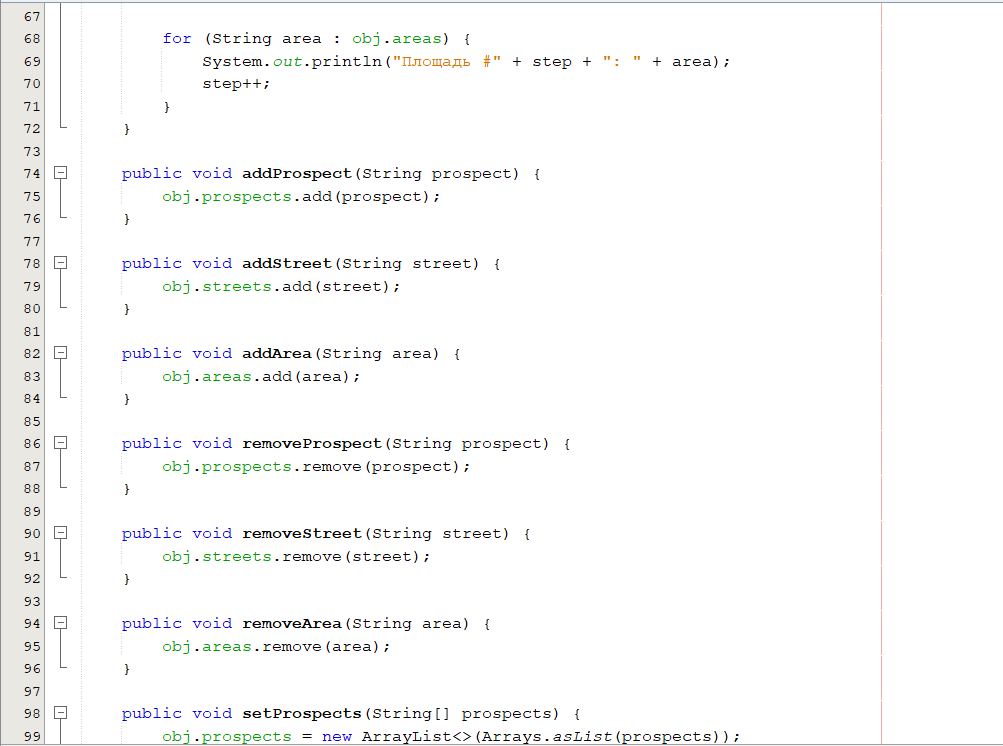 67
68 for (String area : obj.areas) {
69 System.out.println("Площадь #" + step + ": " + area);
70 step++;
71 }
72 }
73
74 public void addProspect(String prospect) {
75 obj.prospects.add(prospect);
76 }
77
78 public void addStreet(String street) {
79 obj.streets.add(street);
80 }
81
82 public void addArea(String area) {
83 obj.areas.add(area);
84 }
85
86 public void removeProspect(String prospect) {
87 obj.prospects.remove(prospect);
88 }
89
90 public void removeStreet(String street) {
91 obj.streets.remove(street);
92 }
93
94 public void removeArea(String area) {
95 obj.areas.remove(area);
96 }
97
98 public void setProspects(String[] prospects) {
99 obj.prospects = new ArrayList<>(Arrays.asList(prospects));